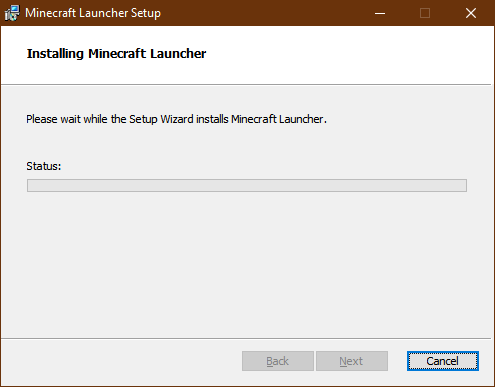 Minecraft Launcher Setup
Installing Minecraft Launcher
Please wait while the Setup Wizard installs Minecraft Launcher.
Status:
Back Next Cancel